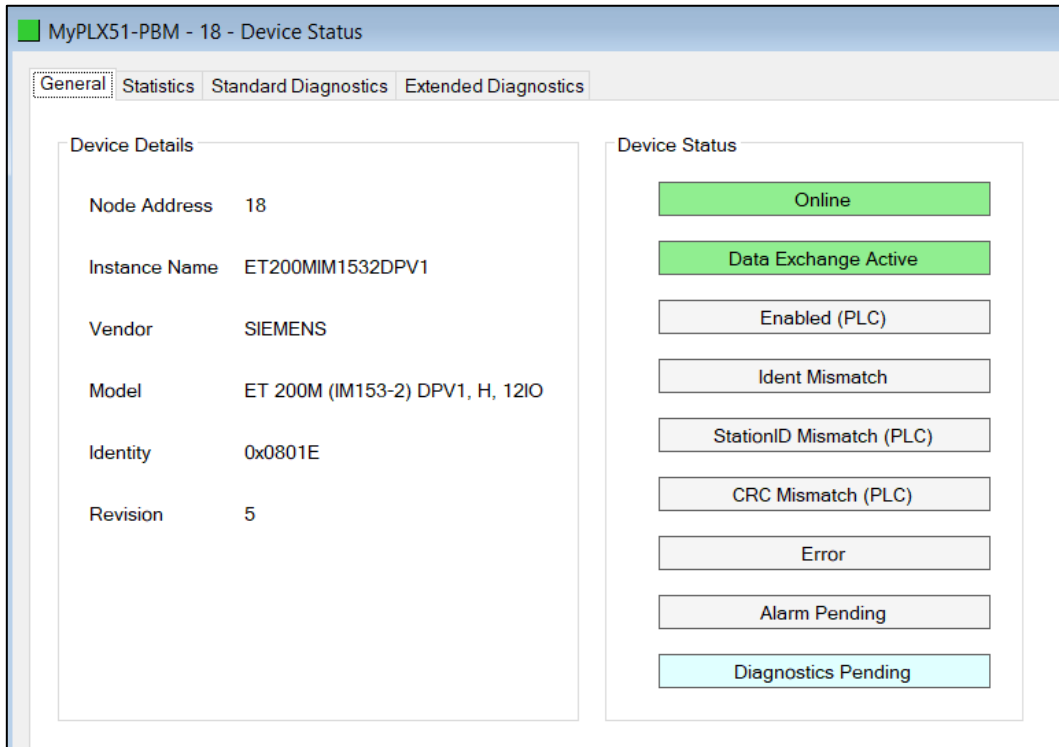 MyPLX51-PBM - 18 - Device Status
General Statistics Standard Diagnostics Extended Diagnostics
Device Details
Node Address 18
Instance Name ET200MIM1532DPV1
Vendor SIEMENS
Model ET 200M (IM153-2) DPV1, H, 12IO
Identity 0x0801E
Revision 5
Device Status
Online
Data Exchange Active
Enabled (PLC)
Ident Mismatch
StationID Mismatch (PLC)
CRC Mismatch (PLC)
Error
Alarm Pending
Diagnostics Pending